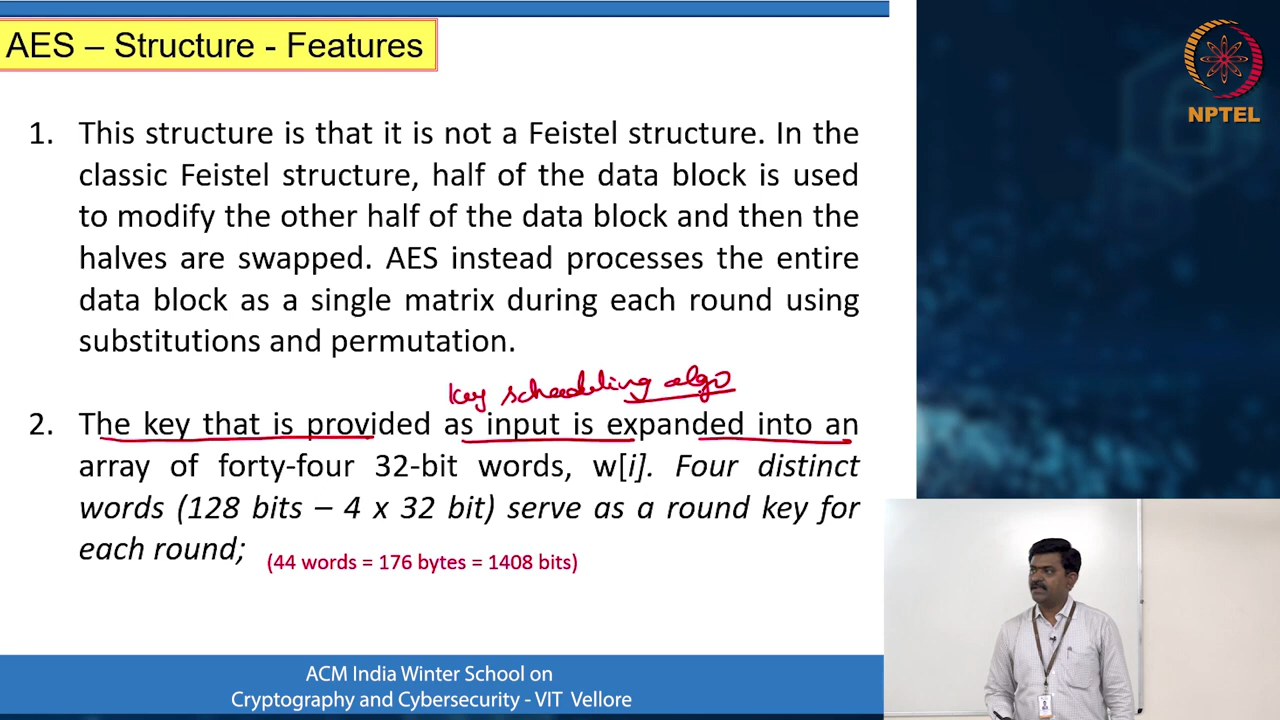 AES – Structure - Features
NPTEL
1. This structure is that it is not a Feistel structure. In the
classic Feistel structure, half of the data block is used
to modify the other half of the data block and then the
halves are swapped. AES instead processes the entire
data block as a single matrix during each round using
substitutions and permutation.
key scheduling algo
2. The key that is provided as input is expanded into an
array of forty-four 32-bit words, w[i]. Four distinct
words (128 bits – 4 x 32 bit) serve as a round key for
each round;
(44 words = 176 bytes = 1408 bits)
ACM India Winter School on
Cryptography and Cybersecurity - VIT Vellore